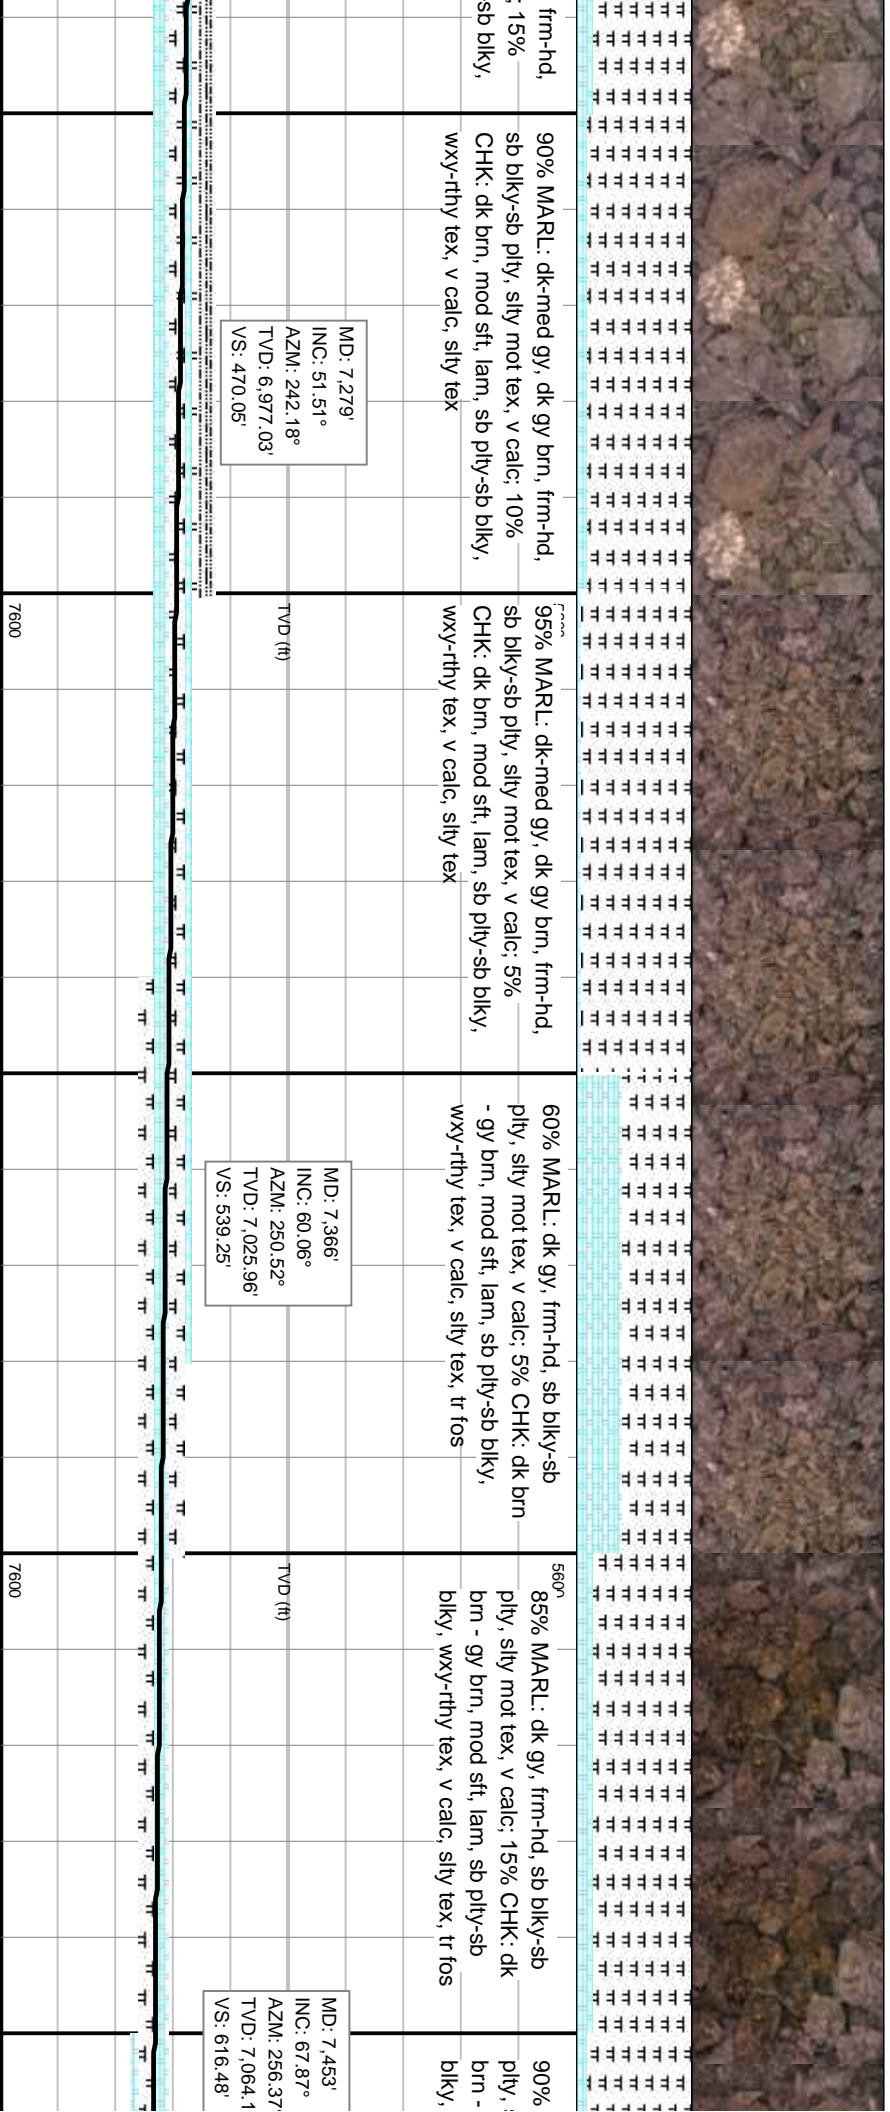 frm-hd,
; 15%
sb blky,
90% MARL: dk-med gy, dk gy brn, frm-hd,
sb blky-sb plty, slty mot tex, v calc; 10%
CHK: dk brn, mod sft, lam, sb plty-sb blky,
wxy-rthy tex, v calc, slty tex
MD: 7,279'
INC: 51.51°
AZM: 242.18°
TVD: 6,977.03'
VS: 470.05'
TVD (ft)
7600
95% MARL: dk-med gy, dk gy brn, frm-hd,
sb blky-sb plty, slty mot tex, v calc; 5%
CHK: dk brn, mod sft, lam, sb plty-sb blky,
wxy-rthy tex, v calc, slty tex
60% MARL: dk gy, frm-hd, sb blky-sb
plty, slty mot tex, v calc; 5% CHK: dk brn
- gy brn, mod sft, lam, sb plty-sb blky,
wxy-rthy tex, v calc, slty tex, tr fos
MD: 7,366'
INC: 60.06°
AZM: 250.52°
TVD: 7,025.96'
VS: 539.25'
5600
TVD (ft)
7600
85% MARL: dk gy, frm-hd, sb blky-sb
plty, slty mot tex, v calc; 15% CHK: dk
brn - gy brn, mod sft, lam, sb plty-sb
blky, wxy-rthy tex, v calc, slty tex, tr fos
MD: 7,453'
INC: 67.87°
AZM: 256.37°
TVD: 7,064.1
VS: 616.48'
90%
plty,
brn -
blky,